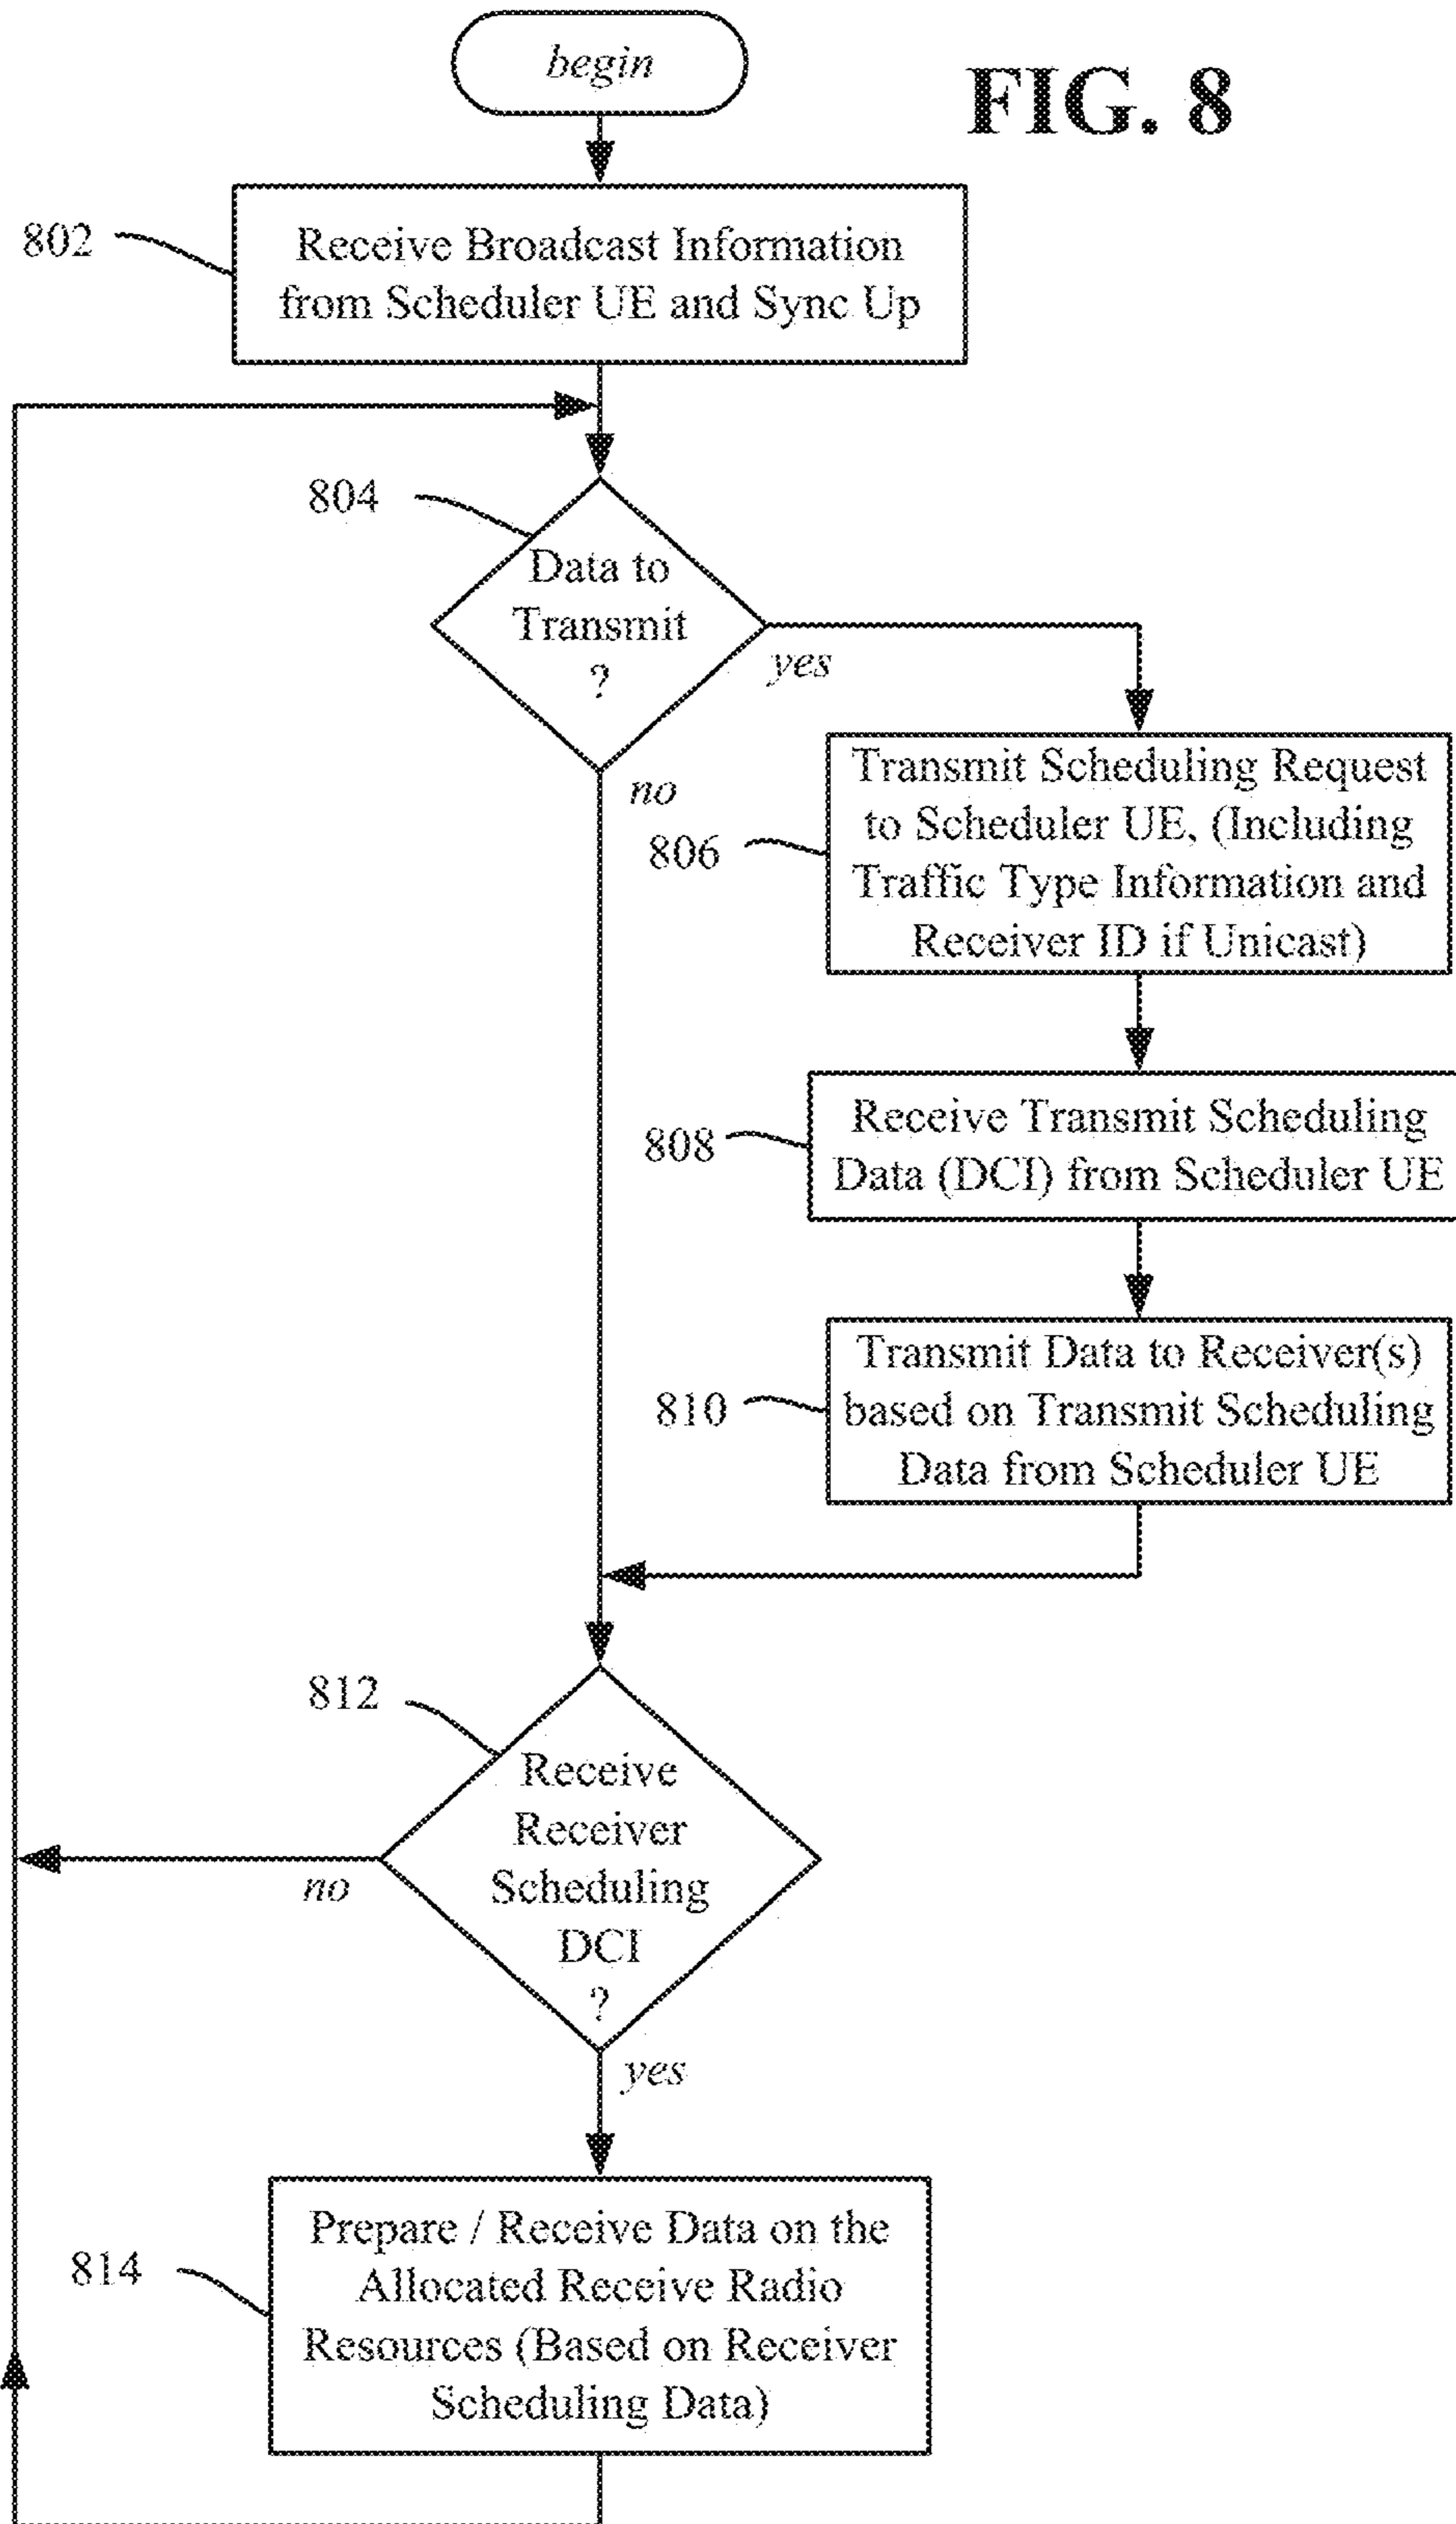 begin
FIG. 8
802
Receive Broadcast Information
from Scheduler UE and Sync Up
804
Data to
Transmit
?
yes
no
806
Transmit Scheduling Request
to Scheduler UE, (Including
Traffic Type Information and
Receiver ID if Unicast)
808
Receive Transmit Scheduling
Data (DCI) from Scheduler UE
810
Transmit Data to Receiver(s)
based on Transmit Scheduling
Data from Scheduler UE
812
Receive
Receiver
Scheduling
DCI
?
no
yes
814
Prepare / Receive Data on the
Allocated Receive Radio
Resources (Based on Receiver
Scheduling Data)